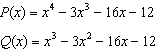 P(x) = x⁴ − 3x³ − 16x − 12
Q(x) = x³ − 3x² − 16x − 12